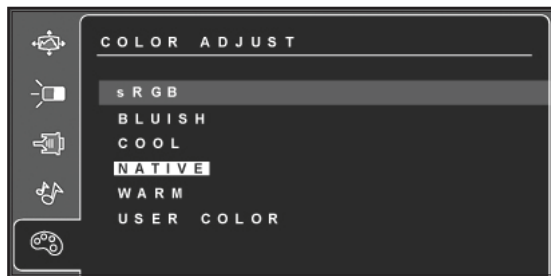 COLOR ADJUST
sRGB
BLUISH
COOL
NATIVE
WARM
USER COLOR